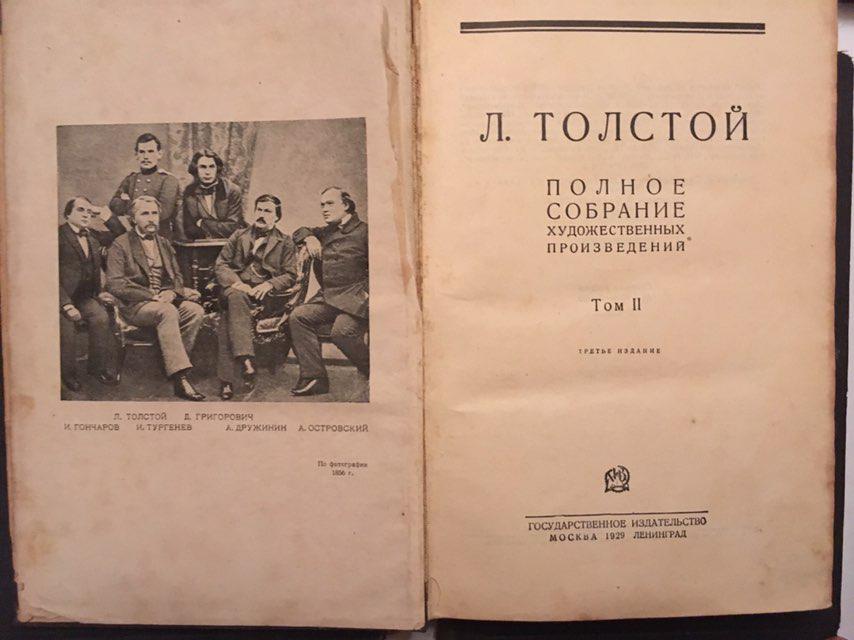 Л. ТОЛСТОЙ Д. ГРИГОРОВИЧ
И. ГОНЧАРОВ И. ТУРГЕНЕВ А. ДРУЖИНИН А. ОСТРОВСКИЙ
По фотографии
1856 г.
Л. ТОЛСТОЙ
ПОЛНОЕ
СОБРАНИЕ
ХУДОЖЕСТВЕННЫХ
ПРОИЗВЕДЕНИЙ
Том II
ТРЕТЬЕ ИЗДАНИЕ
ГОСУДАРСТВЕННОЕ ИЗДАТЕЛЬСТВО
МОСКВА 1929 ЛЕНИНГРАД